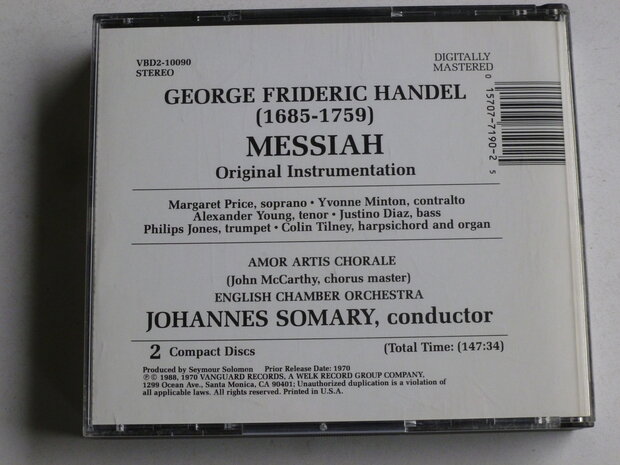 VBD2-10090
STEREO
DIGITALLY
MASTERED
0 15707-7190-2 5
GEORGE FRIDERIC HANDEL
(1685-1759)
MESSIAH
Original Instrumentation
Margaret Price, soprano · Yvonne Minton, contralto
Alexander Young, tenor · Justino Diaz, bass
Philips Jones, trumpet · Colin Tilney, harpsichord and organ
AMOR ARTIS CHORALE
(John McCarthy, chorus master)
ENGLISH CHAMBER ORCHESTRA
JOHANNES SOMARY, conductor
2 Compact Discs (Total Time: (147:34)
Produced by Seymour Solomon Prior Release Date: 1970
℗ © 1988, 1970 VANGUARD RECORDS, A WELK RECORD GROUP COMPANY.
1299 Ocean Ave., Santa Monica, CA 90401; Unauthorized duplication is a violation of
all applicable laws. All rights reserved. Printed in U.S.A.